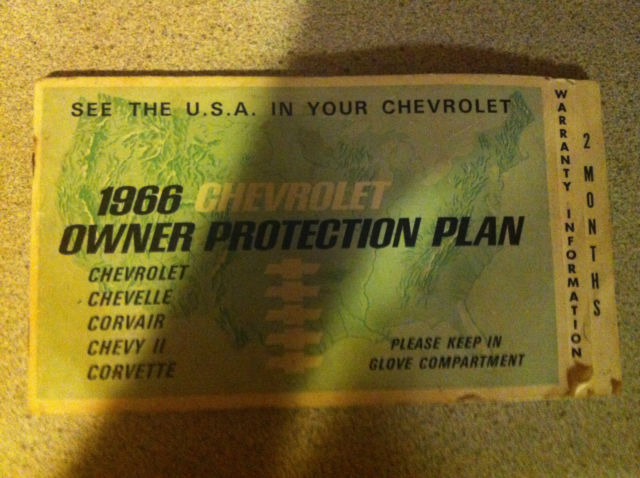 SEE THE U.S.A. IN YOUR CHEVROLET
1966 CHEVROLET
OWNER PROTECTION PLAN
CHEVROLET
CHEVELLE
CORVAIR
CHEVY II
CORVETTE
PLEASE KEEP IN
GLOVE COMPARTMENT
WARRANTY INFORMATION
2 MONTHS